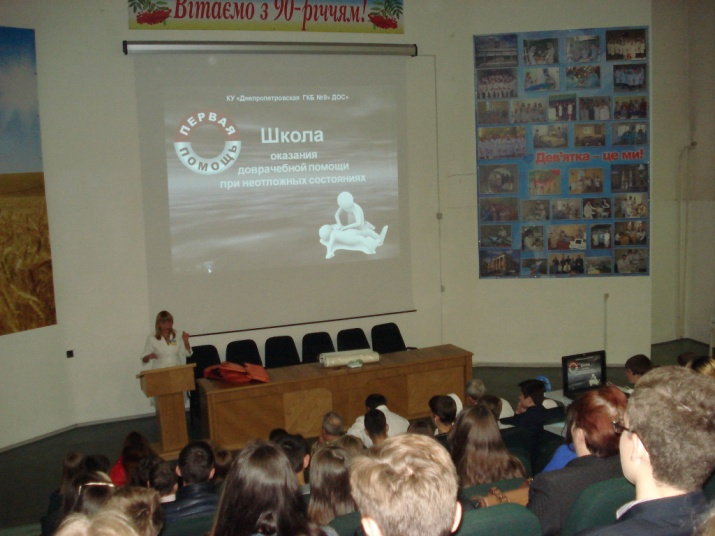 Вітаємо з 90-річчям!
КУ «Днепропетровская ГКБ №9» ДОС»
ПЕРВАЯ
ПОМОЩЬ
Школа
оказания
доврачебной помощи
при неотложных состояниях
Дев'ятка - це ми!